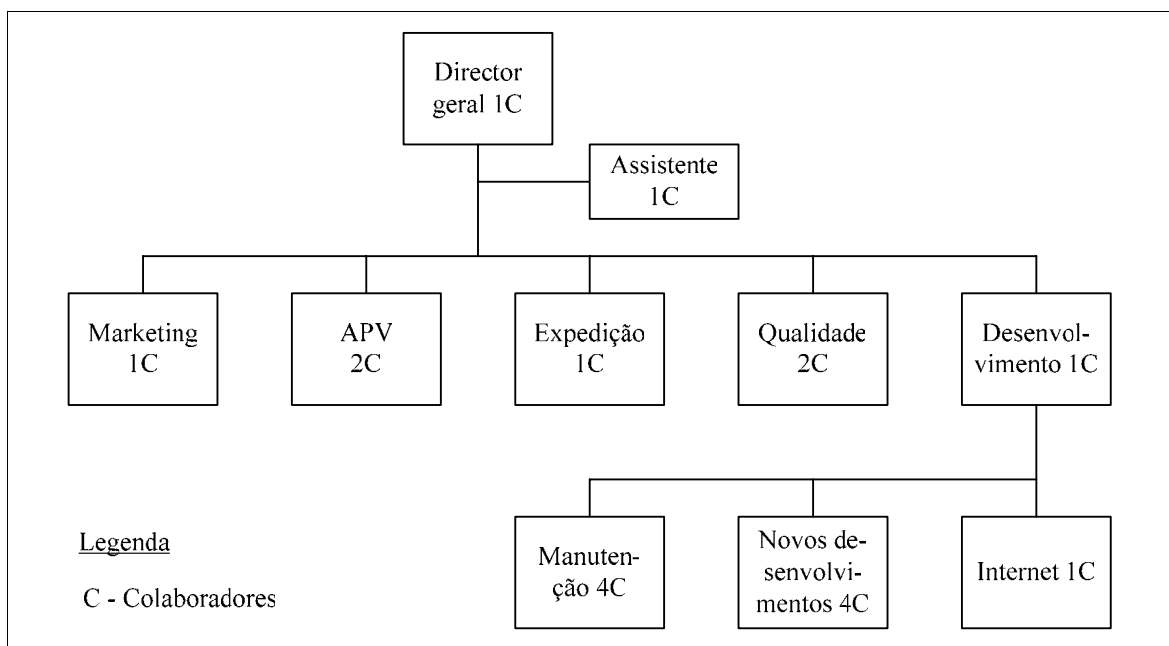 Director
geral 1C
Assistente
1C
Marketing
1C
APV
2C
Expedição
1C
Qualidade
2C
Desenvol-
vimento 1C
Manuten-
ção 4C
Novos de-
senvolvi-
mentos 4C
Internet 1C
Legenda
C - Colaboradores